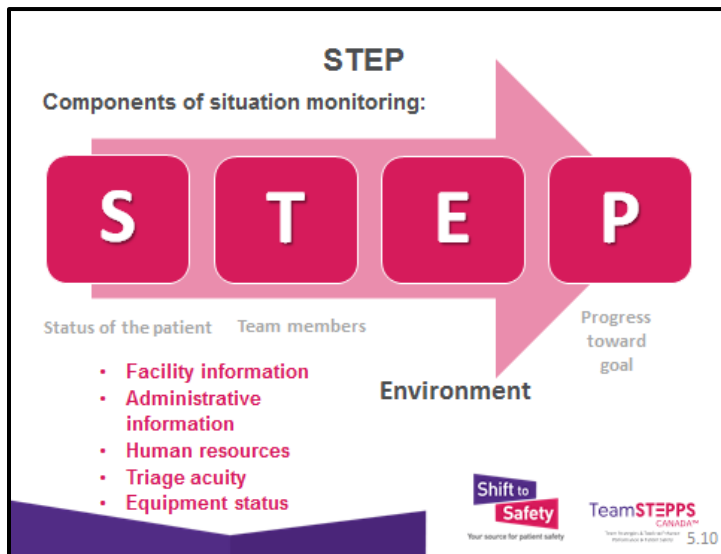 STEP
Components of situation monitoring:
S T E P
Status of the patient
Team members
Progress
toward
goal
Environment
• Facility information
• Administrative
information
• Human resources
• Triage acuity
• Equipment status
Shift to
Safety
Your source for patient safety
TeamSTEPPS
CANADA™
5.10